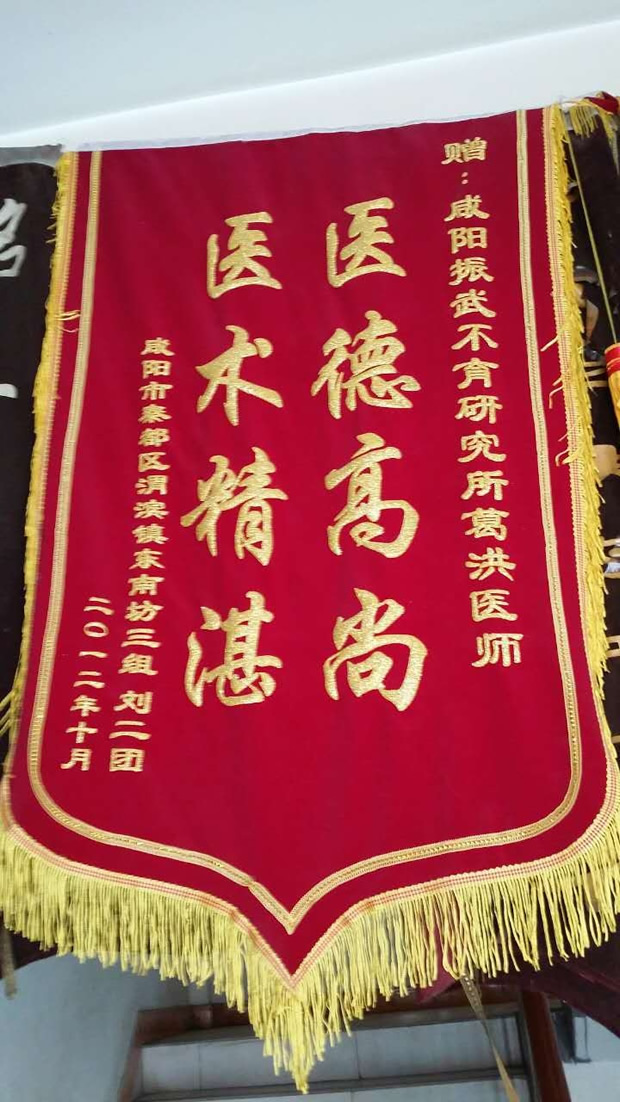 赠:咸阳振武不育研究所葛洪医师
医德高尚
医术精湛
咸阳市秦都区渭滨镇东南坊三组 刘二团
二〇一二年十月